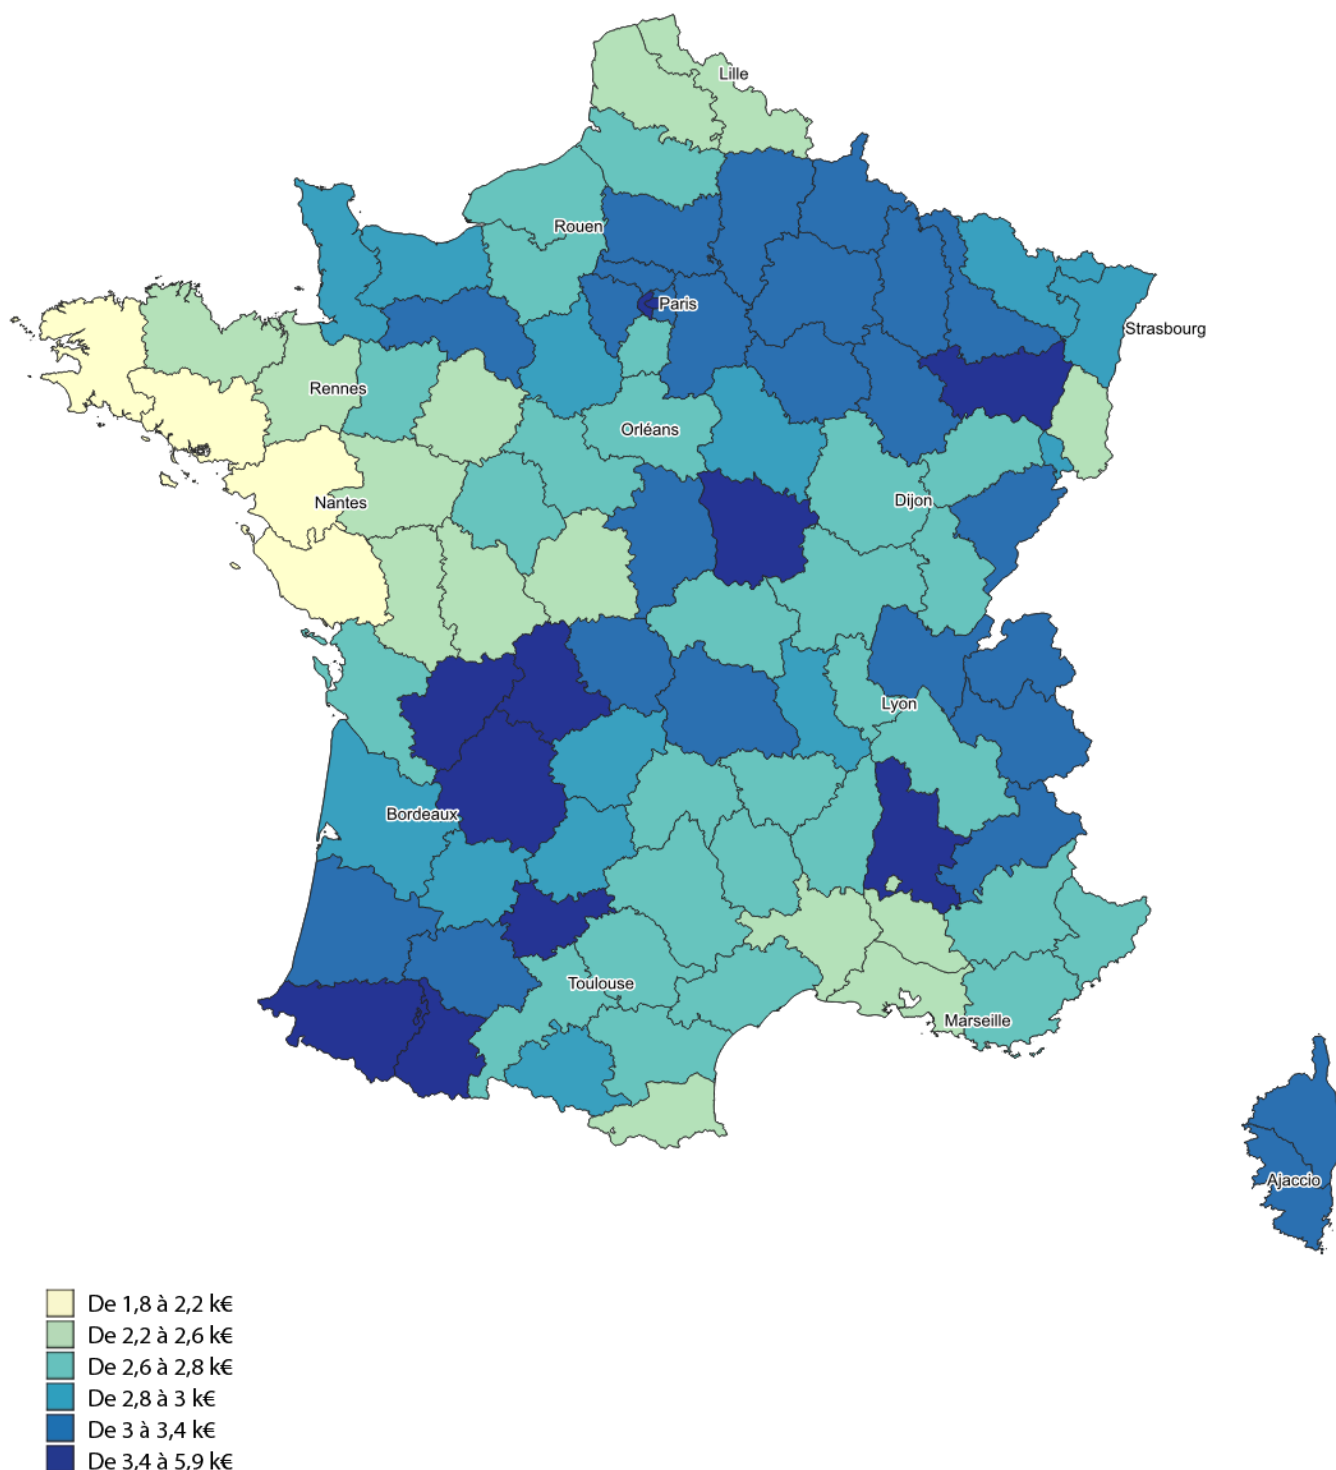 Lille
Rouen
Paris
Strasbourg
Rennes
Orléans
Nantes
Dijon
Lyon
Bordeaux
Toulouse
Marseille
Ajaccio
De 1,8 à 2,2 k€
De 2,2 à 2,6 k€
De 2,6 à 2,8 k€
De 2,8 à 3 k€
De 3 à 3,4 k€
De 3,4 à 5,9 k€